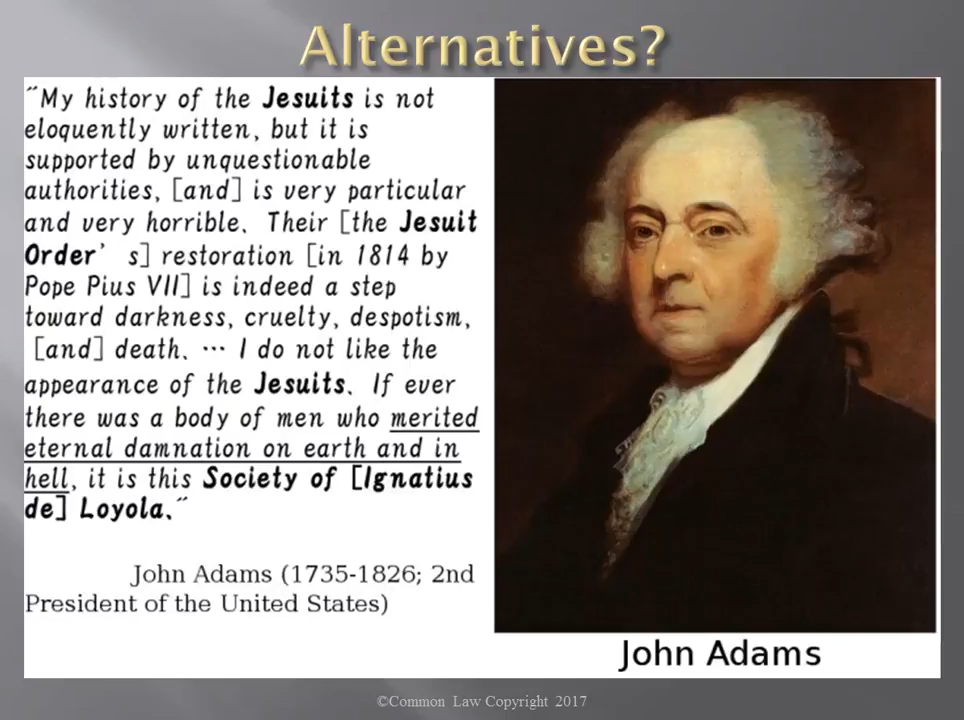 Alternatives?
"My history of the Jesuits is not
eloquently written, but it is
supported by unquestionable
authorities, [and] is very particular
and very horrible. Their [the Jesuit
Order' s] restoration [in 1814 by
Pope Pius VII] is indeed a step
toward darkness, cruelty, despotism,
[and] death. … I do not like the
appearance of the Jesuits. If ever
there was a body of men who merited
eternal damnation on earth and in
hell, it is this Society of [Ignatius
de] Loyola."
John Adams (1735-1826; 2nd
President of the United States)
John Adams
©Common Law Copyright 2017